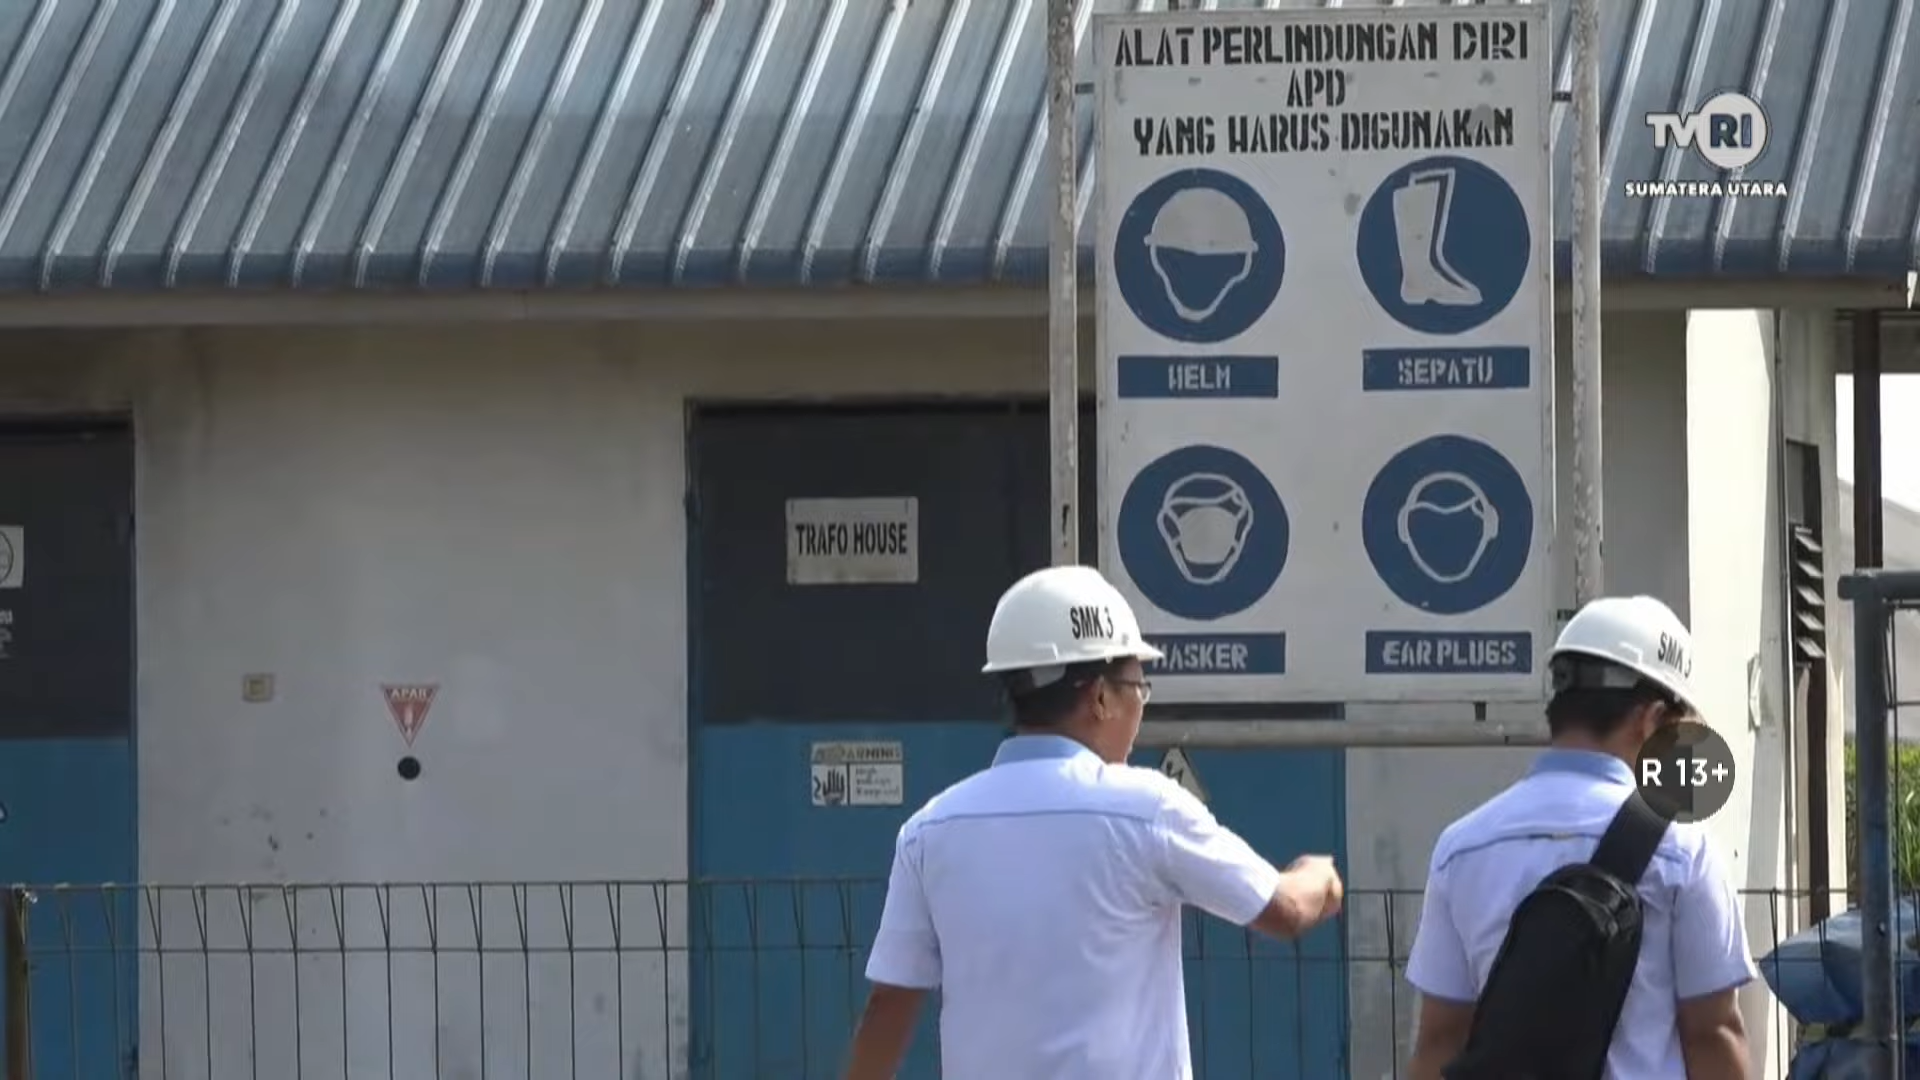 ALAT PERLINDUNGAN DIRI
APD
YANG HARUS DIGUNAKAN
TVRI
SUMATERA UTARA
HELM
SEPATU
TRAFO HOUSE
SMK 3
MASKER
EAR PLUGS
SMK 3
APAR
WARNING
R 13+